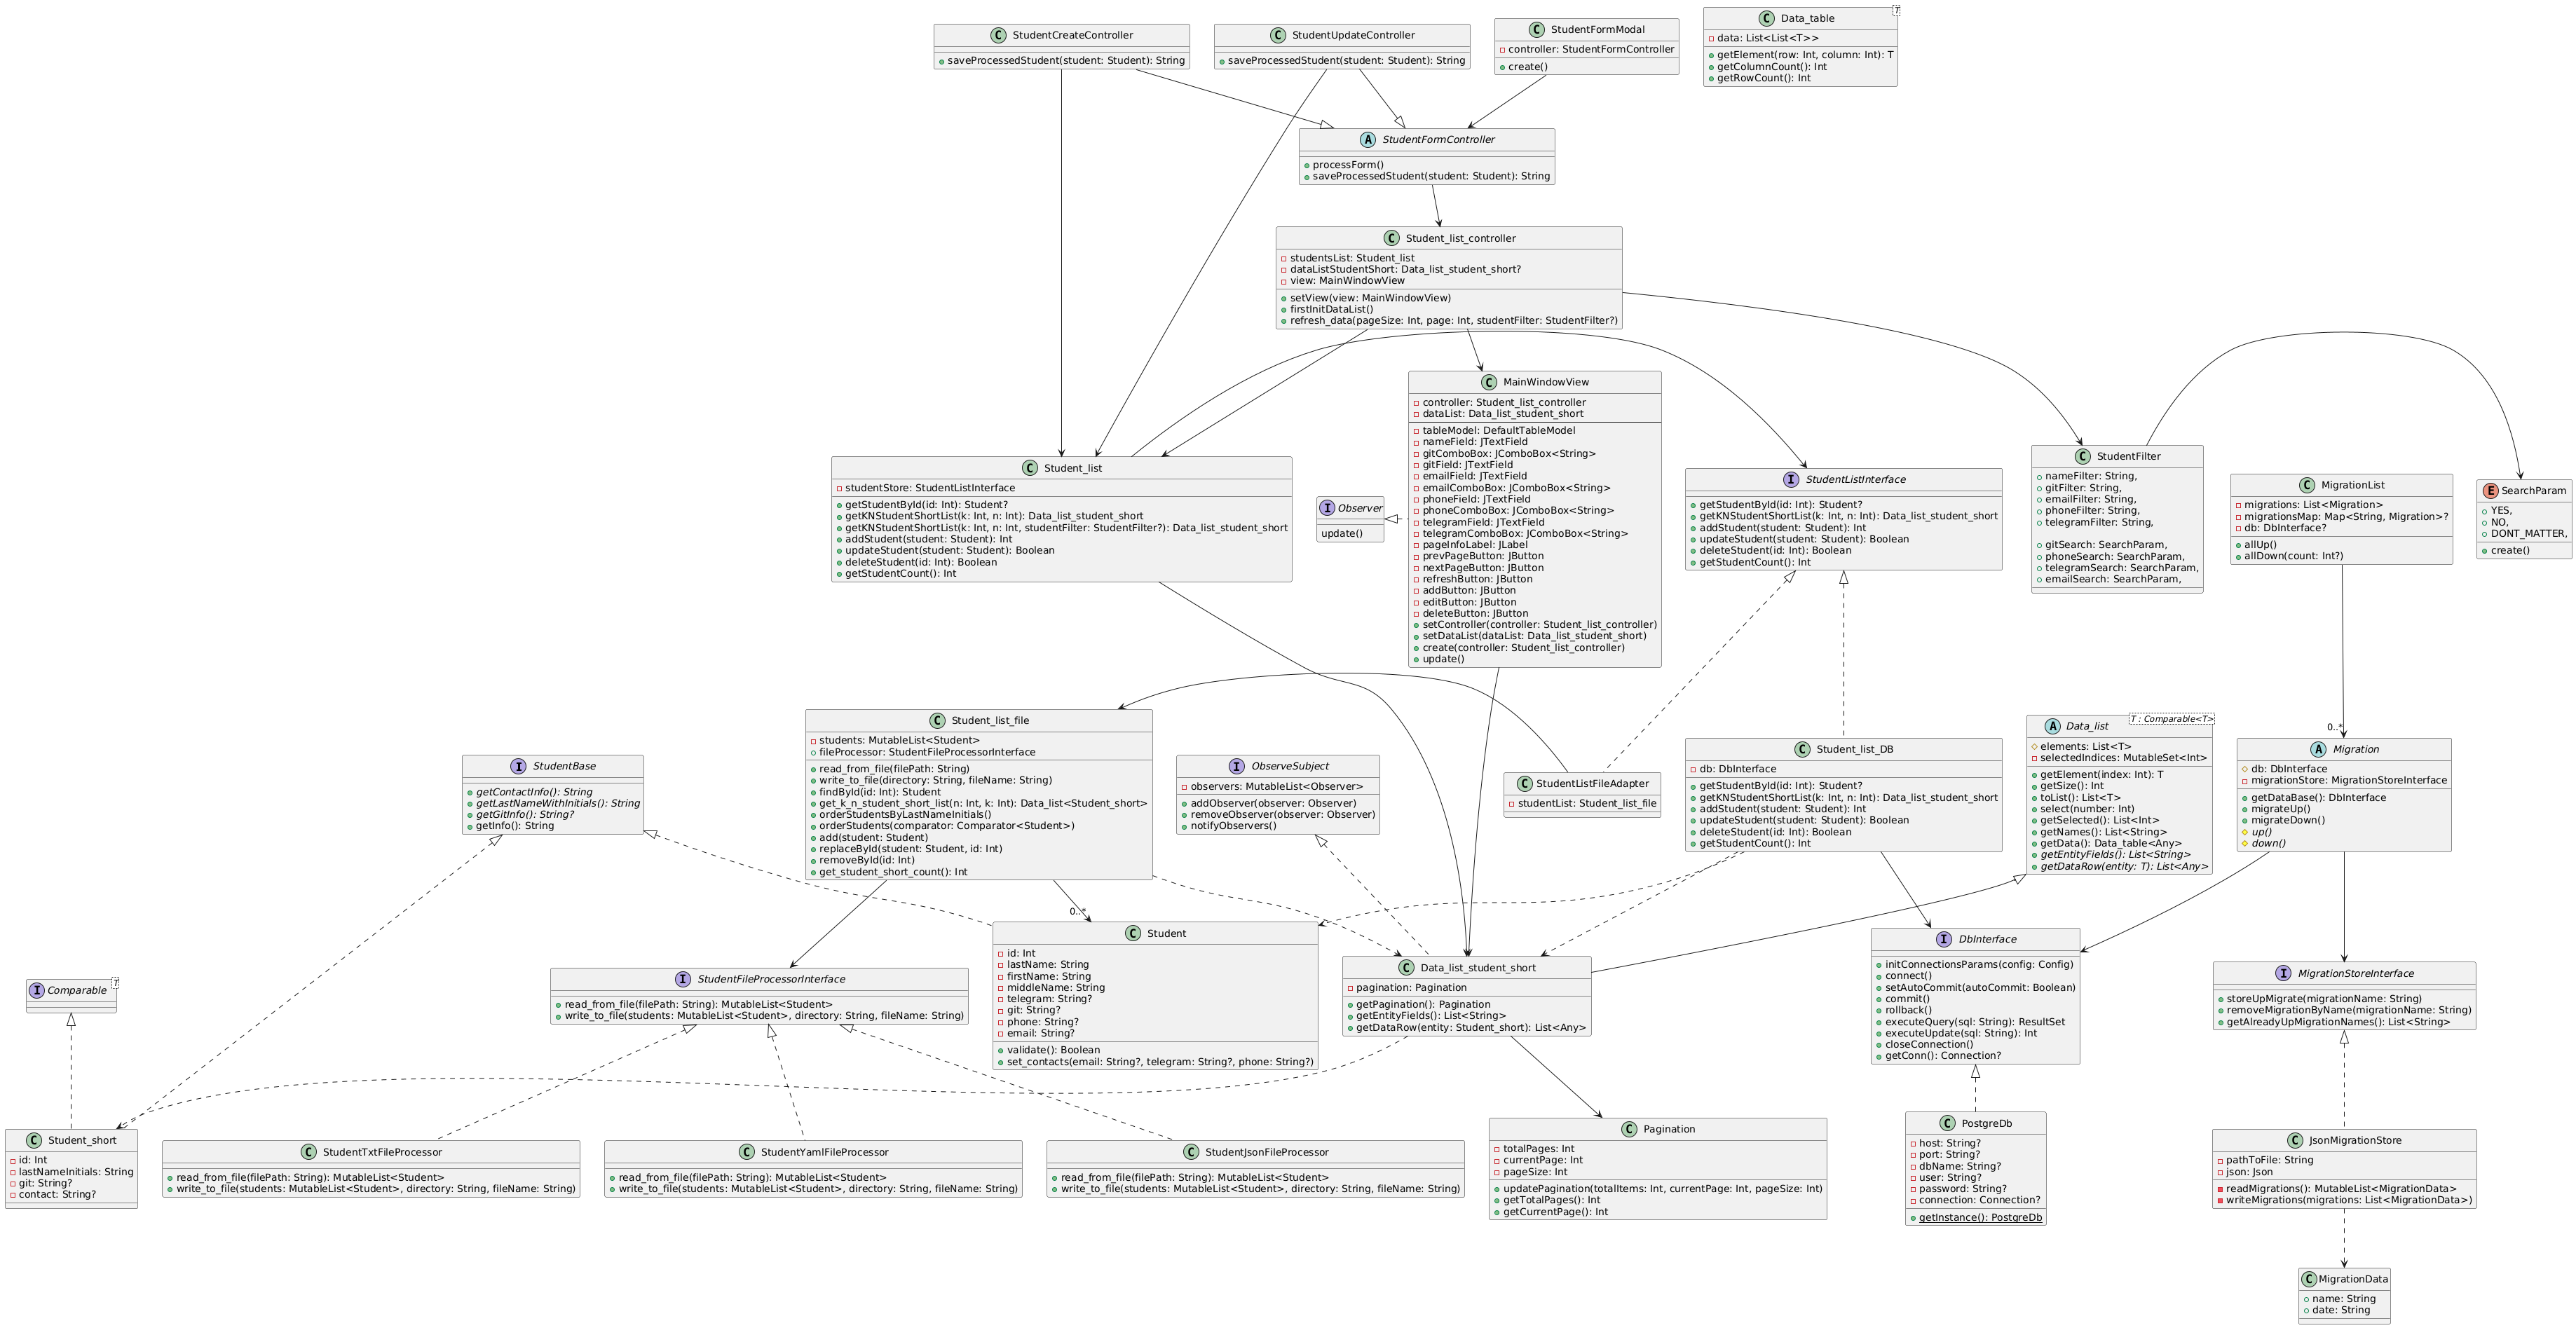 C StudentCreateController
+saveProcessedStudent(student: Student): String
C StudentUpdateController
+saveProcessedStudent(student: Student): String
C StudentFormModal
controller: StudentFormController
create()
C Data_table
T
data: List<List<T>>
getElement(row: Int, column: Int): T
getColumnCount(): Int
getRowCount(): Int
A StudentFormController
processForm()
saveProcessedStudent(student: Student): String
C Student_list_controller
studentsList: Student_list
dataListStudentShort: Data_list_student_short?
view: MainWindowView
setView(view: MainWindowView)
firstInitDataList()
refresh_data(pageSize: Int, page: Int, studentFilter: StudentFilter?)
C Student_list
studentStore: StudentListInterface
getStudentById(id: Int): Student?
getKNStudentShortList(k: Int, n: Int): Data_list_student_short
getKNStudentShortList(k: Int, n: Int, studentFilter: StudentFilter?): Data_list_student_short
addStudent(student: Student): Int
updateStudent(student: Student): Boolean
deleteStudent(id: Int): Boolean
getStudentCount(): Int
I Observer
update()
C MainWindowView
controller: Student_list_controller
dataList: Data_list_student_short
tableModel: DefaultTableModel
nameField: JTextField
gitComboBox: JComboBox<String>
gitField: JTextField
emailField: JTextField
emailComboBox: JComboBox<String>
phoneField: JTextField
phoneComboBox: JComboBox<String>
telegramField: JTextField
telegramComboBox: JComboBox<String>
pageInfoLabel: JLabel
prevPageButton: JButton
nextPageButton: JButton
refreshButton: JButton
addButton: JButton
editButton: JButton
deleteButton: JButton
setController(controller: Student_list_controller)
setDataList(dataList: Data_list_student_short)
create(controller: Student_list_controller)
update()
I StudentListInterface
getStudentById(id: Int): Student?
getKNStudentShortList(k: Int, n: Int): Data_list_student_short
addStudent(student: Student): Int
updateStudent(student: Student): Boolean
deleteStudent(id: Int): Boolean
getStudentCount(): Int
C StudentFilter
nameFilter: String,
gitFilter: String,
emailFilter: String,
phoneFilter: String,
telegramFilter: String,
gitSearch: SearchParam,
phoneSearch: SearchParam,
telegramSearch: SearchParam,
emailSearch: SearchParam,
C MigrationList
migrations: List<Migration>
migrationsMap: Map<String, Migration>?
db: DbInterface?
allUp()
allDown(count: Int?)
E SearchParam
YES,
NO,
DONT_MATTER,
create()
I StudentBase
getContactInfo(): String
getLastNameWithInitials(): String
getGitInfo(): String?
getInfo(): String
C Student_list_file
students: MutableList<Student>
fileProcessor: StudentFileProcessorInterface
read_from_file(filePath: String)
write_to_file(directory: String, fileName: String)
findById(id: Int): Student
get_k_n_student_short_list(n: Int, k: Int): Data_list<Student_short>
orderStudentsByLastNameInitials()
orderStudents(comparator: Comparator<Student>)
add(student: Student)
replaceById(student: Student, id: Int)
removeById(id: Int)
get_student_short_count(): Int
I ObserveSubject
observers: MutableList<Observer>
addObserver(observer: Observer)
removeObserver(observer: Observer)
notifyObservers()
C StudentListFileAdapter
studentList: Student_list_file
C Student_list_DB
db: DbInterface
getStudentById(id: Int): Student?
getKNStudentShortList(k: Int, n: Int): Data_list_student_short
addStudent(student: Student): Int
updateStudent(student: Student): Boolean
deleteStudent(id: Int): Boolean
getStudentCount(): Int
A Data_list
T : Comparable<T>
elements: List<T>
selectedIndices: MutableSet<Int>
getElement(index: Int): T
getSize(): Int
toList(): List<T>
select(number: Int)
getSelected(): List<Int>
getNames(): List<String>
getData(): Data_table<Any>
getEntityFields(): List<String>
getDataRow(entity: T): List<Any>
0..*
A Migration
db: DbInterface
migrationStore: MigrationStoreInterface
getDataBase(): DbInterface
migrateUp()
migrateDown()
up()
down()
I Comparable
T
I StudentFileProcessorInterface
read_from_file(filePath: String): MutableList<Student>
write_to_file(students: MutableList<Student>, directory: String, fileName: String)
0..*
C Student
id: Int
lastName: String
firstName: String
middleName: String
telegram: String?
git: String?
phone: String?
email: String?
validate(): Boolean
set_contacts(email: String?, telegram: String?, phone: String?)
C Data_list_student_short
pagination: Pagination
getPagination(): Pagination
getEntityFields(): List<String>
getDataRow(entity: Student_short): List<Any>
I DbInterface
initConnectionsParams(config: Config)
connect()
setAutoCommit(autoCommit: Boolean)
commit()
rollback()
executeQuery(sql: String): ResultSet
executeUpdate(sql: String): Int
closeConnection()
getConn(): Connection?
I MigrationStoreInterface
storeUpMigrate(migrationName: String)
removeMigrationByName(migrationName: String)
getAlreadyUpMigrationNames(): List<String>
C Student_short
id: Int
lastNameInitials: String
git: String?
contact: String?
C StudentTxtFileProcessor
read_from_file(filePath: String): MutableList<Student>
write_to_file(students: MutableList<Student>, directory: String, fileName: String)
C StudentYamlFileProcessor
read_from_file(filePath: String): MutableList<Student>
write_to_file(students: MutableList<Student>, directory: String, fileName: String)
C StudentJsonFileProcessor
read_from_file(filePath: String): MutableList<Student>
write_to_file(students: MutableList<Student>, directory: String, fileName: String)
C Pagination
totalPages: Int
currentPage: Int
pageSize: Int
updatePagination(totalItems: Int, currentPage: Int, pageSize: Int)
getTotalPages(): Int
getCurrentPage(): Int
C PostgreDb
host: String?
port: String?
dbName: String?
user: String?
password: String?
connection: Connection?
getInstance(): PostgreDb
C JsonMigrationStore
pathToFile: String
json: Json
readMigrations(): MutableList<MigrationData>
writeMigrations(migrations: List<MigrationData>)
C MigrationData
name: String
date: String